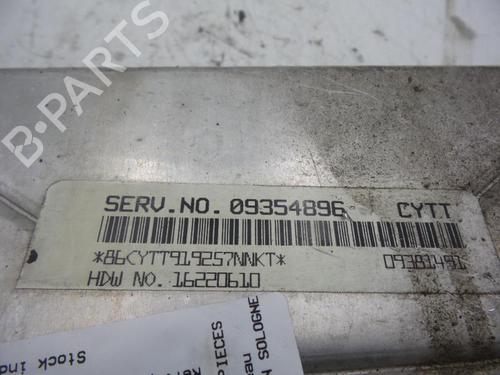 B-PARTS
SERV.NO. 09354896 CYTT
*86CYTT919257NNKT* 09381491
HDW NO. 16220610
SOLOGNE
PIECES
Stock